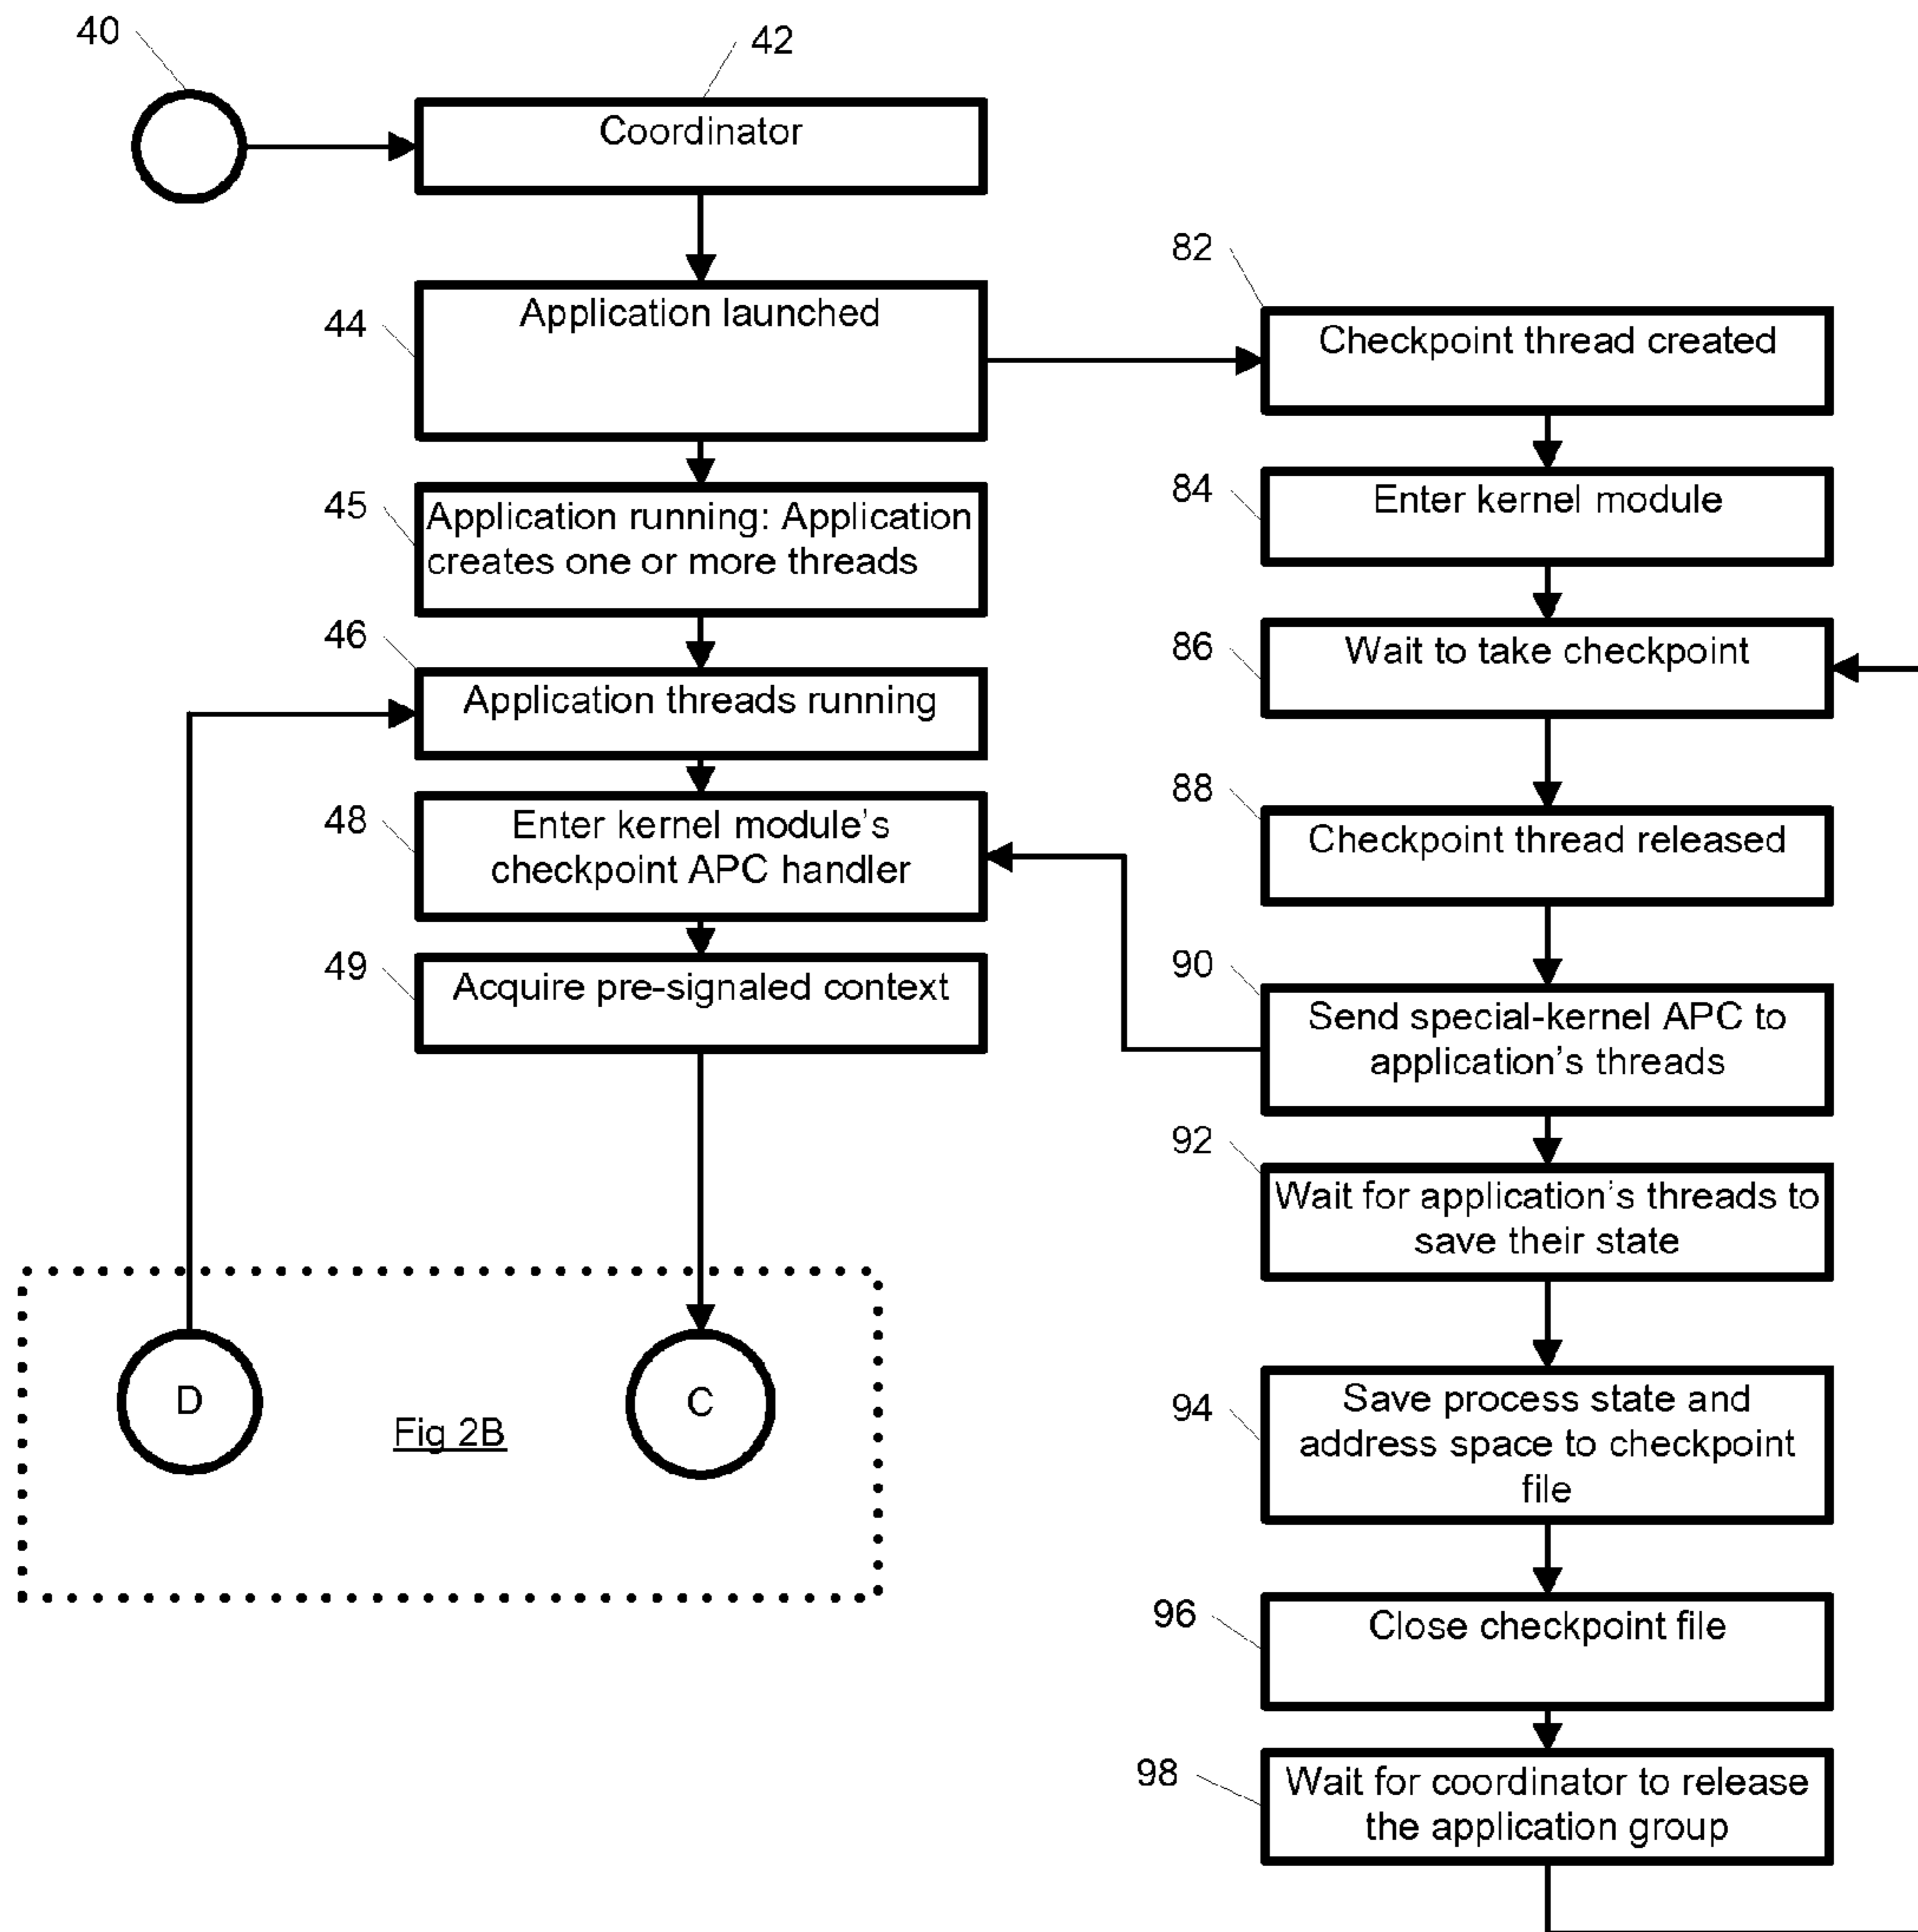 40
42
Coordinator
44
Application launched
45
Application running: Application
creates one or more threads
46
Application threads running
48
Enter kernel module's
checkpoint APC handler
49
Acquire pre-signaled context
D
Fig 2B
C
82
Checkpoint thread created
84
Enter kernel module
86
Wait to take checkpoint
88
Checkpoint thread released
90
Send special-kernel APC to
application's threads
92
Wait for application's threads to
save their state
94
Save process state and
address space to checkpoint
file
96
Close checkpoint file
98
Wait for coordinator to release
the application group